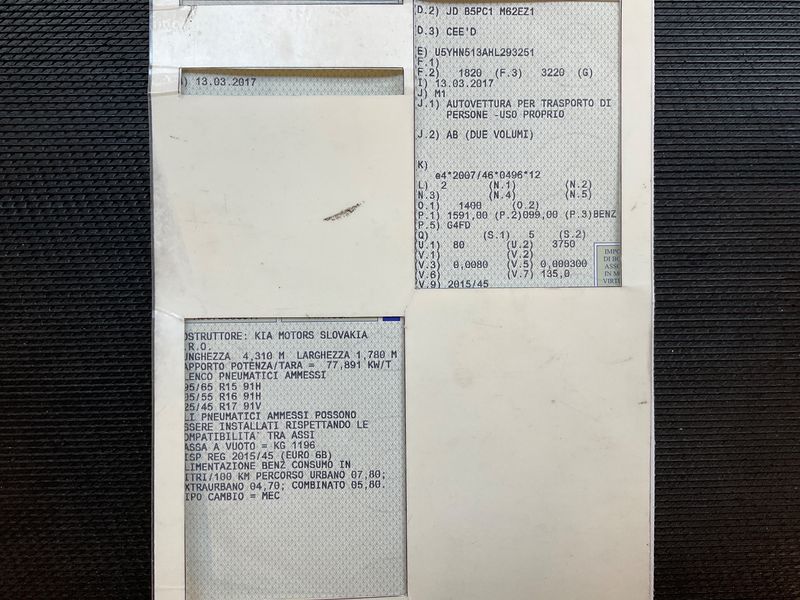 ) 13.03.2017
D.2) JD B5PC1 M62EZ1
D.3) CEE'D
E) U5YHN513AHL293251
F.1)
F.2) 1820 (F.3) 3220 (G)
I) 13.03.2017
J) M1
J.1) AUTOVETTURA PER TRASPORTO DI
PERSONE -USO PROPRIO
J.2) AB (DUE VOLUMI)
K)
e4*2007/46*0496*12
L) 2 (N.1) (N.2)
N.3) (N.4) (N.5)
O.1) 1400 (O.2)
P.1) 1591,00 (P.2)099,00 (P.3)BENZ
P.5) G4FD
Q) (S.1) 5 (S.2)
U.1) 80 (U.2) 3750
V.1) (V.2)
V.3) 0,0080 (V.5) 0,000300
V.6) (V.7) 135,0
V.9) 2015/45
IMPO
DI BO
ASSO
IN M
VIRTU
OSTRUTTORE: KIA MOTORS SLOVAKIA
.R.O.
UNGHEZZA 4,310 M LARGHEZZA 1,780 M
APPORTO POTENZA/TARA = 77,891 KW/T
LENCO PNEUMATICI AMMESSI
95/65 R15 91H
05/55 R16 91H
25/45 R17 91V
LI PNEUMATICI AMMESSI POSSONO
SSERE INSTALLATI RISPETTANDO LE
OMPATIBILITA' TRA ASSI
ASSA A VUOTO = KG 1196
ISP REG 2015/45 (EURO 6B)
LIMENTAZIONE BENZ CONSUMO IN
ITRI/100 KM PERCORSO URBANO 07,80;
XTRAURBANO 04,70; COMBINATO 05,80.
IPO CAMBIO = MEC